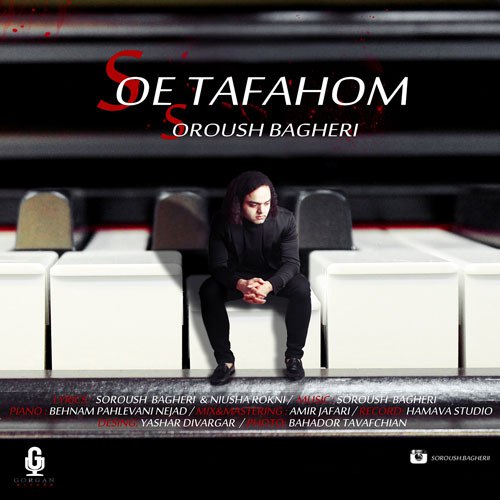 SOE TAFAHOM
SOROUSH BAGHERI
LYRICS: SOROUSH BAGHERI & NIUSHA ROKNI / MUSIC: SOROUSH BAGHERI
PIANO : BEHNAM PAHLEVANI NEJAD / MIX&MASTERING : AMIR JAFARI / RECORD: HAMAVA STUDIO
DESING: YASHAR DIVARGAR / PHOTO: BAHADOR TAVAFCHIAN
G
GORGAN
SOROUSH.BAGHERII